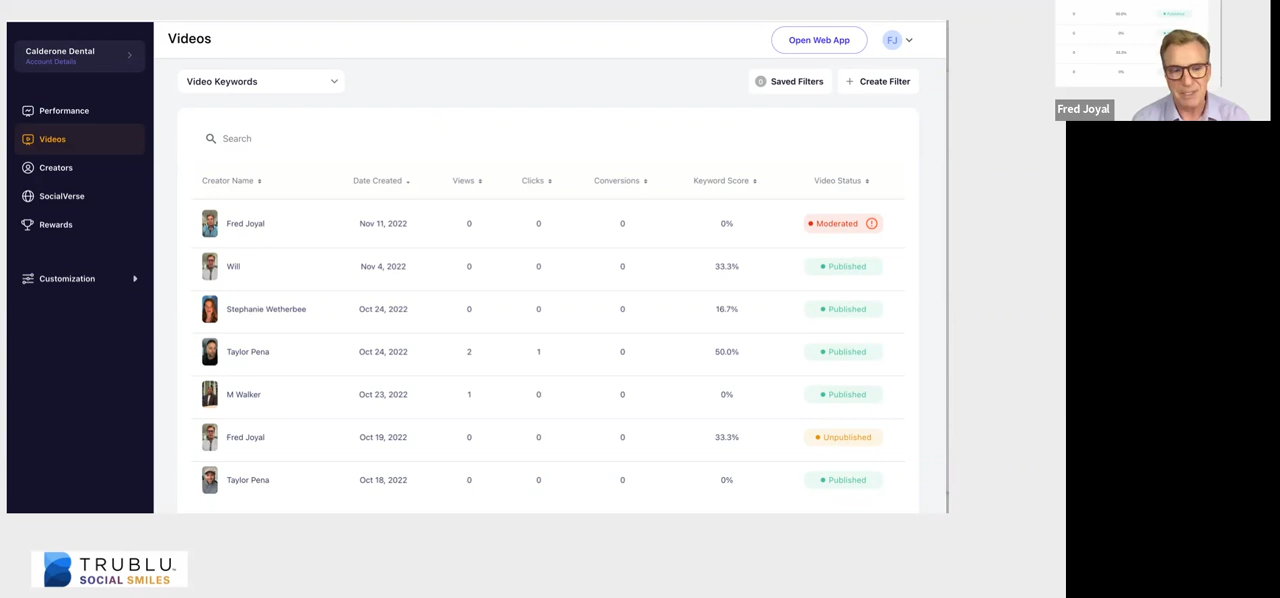 Calderone Dental
Account Details
Performance
Videos
Creators
SocialVerse
Rewards
Customization
Videos
Open Web App
FJ
Video Keywords
0 Saved Filters
+ Create Filter
Search
Creator Name Date Created Views Clicks Conversions Keyword Score Video Status
Fred Joyal Nov 11, 2022 0 0 0 0% Moderated
Will Nov 4, 2022 0 0 0 33.3% Published
Stephanie Wetherbee Oct 24, 2022 0 0 0 16.7% Published
Taylor Pena Oct 24, 2022 2 1 0 50.0% Published
M Walker Oct 23, 2022 1 0 0 0% Published
Fred Joyal Oct 19, 2022 0 0 0 33.3% Unpublished
Taylor Pena Oct 18, 2022 0 0 0 0% Published
TRUBLU™
SOCIAL SMILES
Fred Joyal